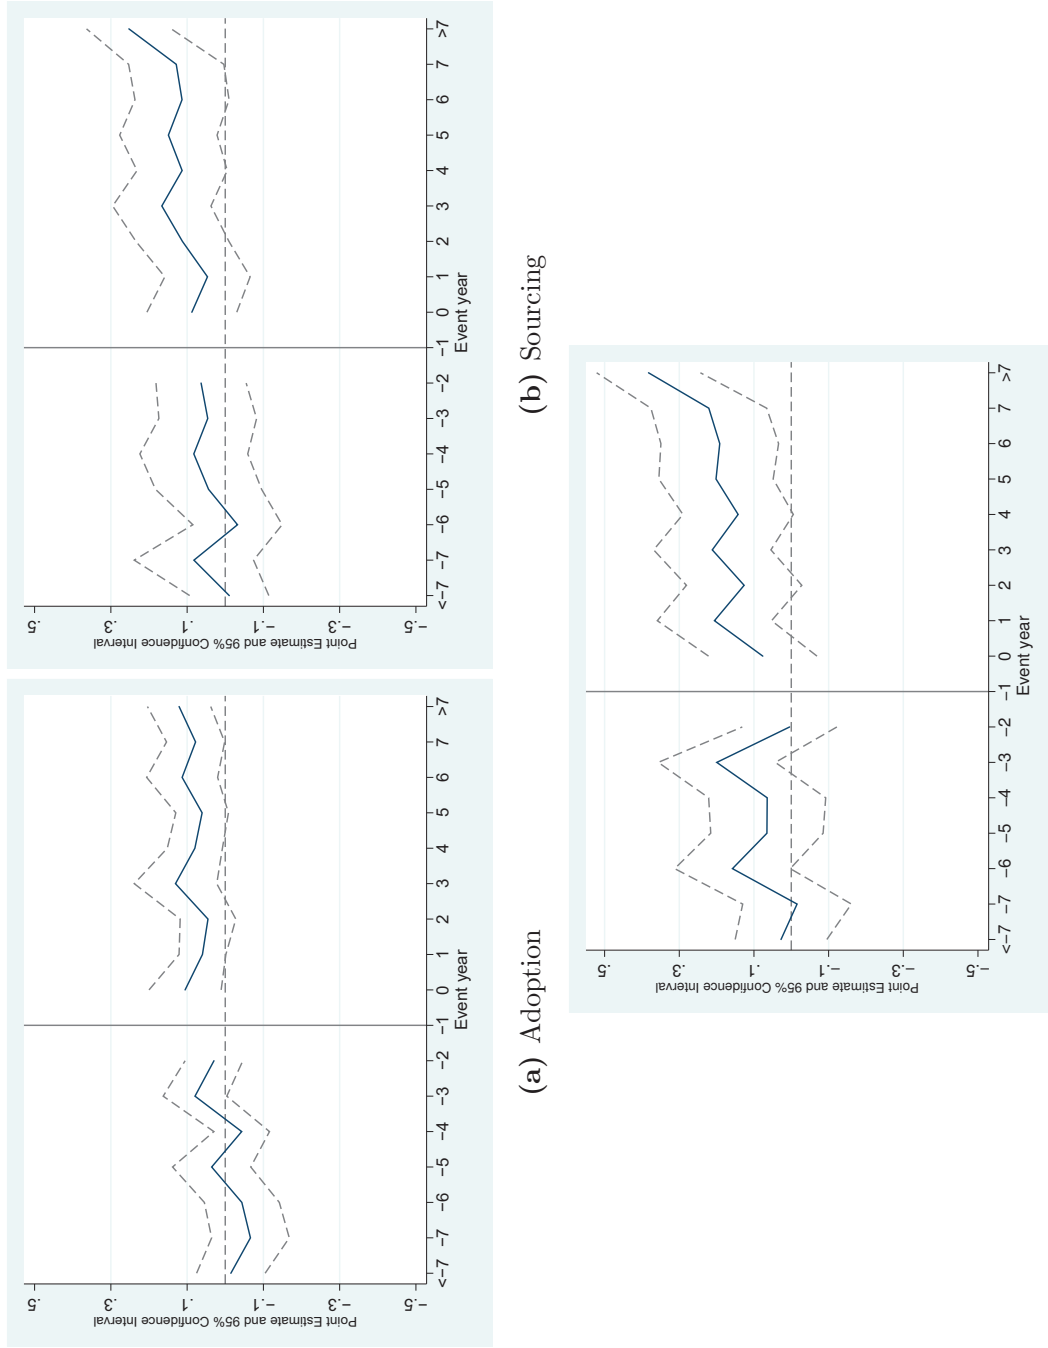 Point Estimate and 95% Confidence Interval
.5
.3
.1
−.1
−.3
−.5
<−7 −7 −6 −5 −4 −3 −2 −1 0 1 2 3 4 5 6 7 >7
Event year
(a) Adoption
Point Estimate and 95% Confidence Interval
.5
.3
.1
−.1
−.3
−.5
<−7 −7 −6 −5 −4 −3 −2 −1 0 1 2 3 4 5 6 7 >7
Event year
(b) Sourcing
Point Estimate and 95% Confidence Interval
.5
.3
.1
−.1
−.3
−.5
<−7 −7 −6 −5 −4 −3 −2 −1 0 1 2 3 4 5 6 7 >7
Event year